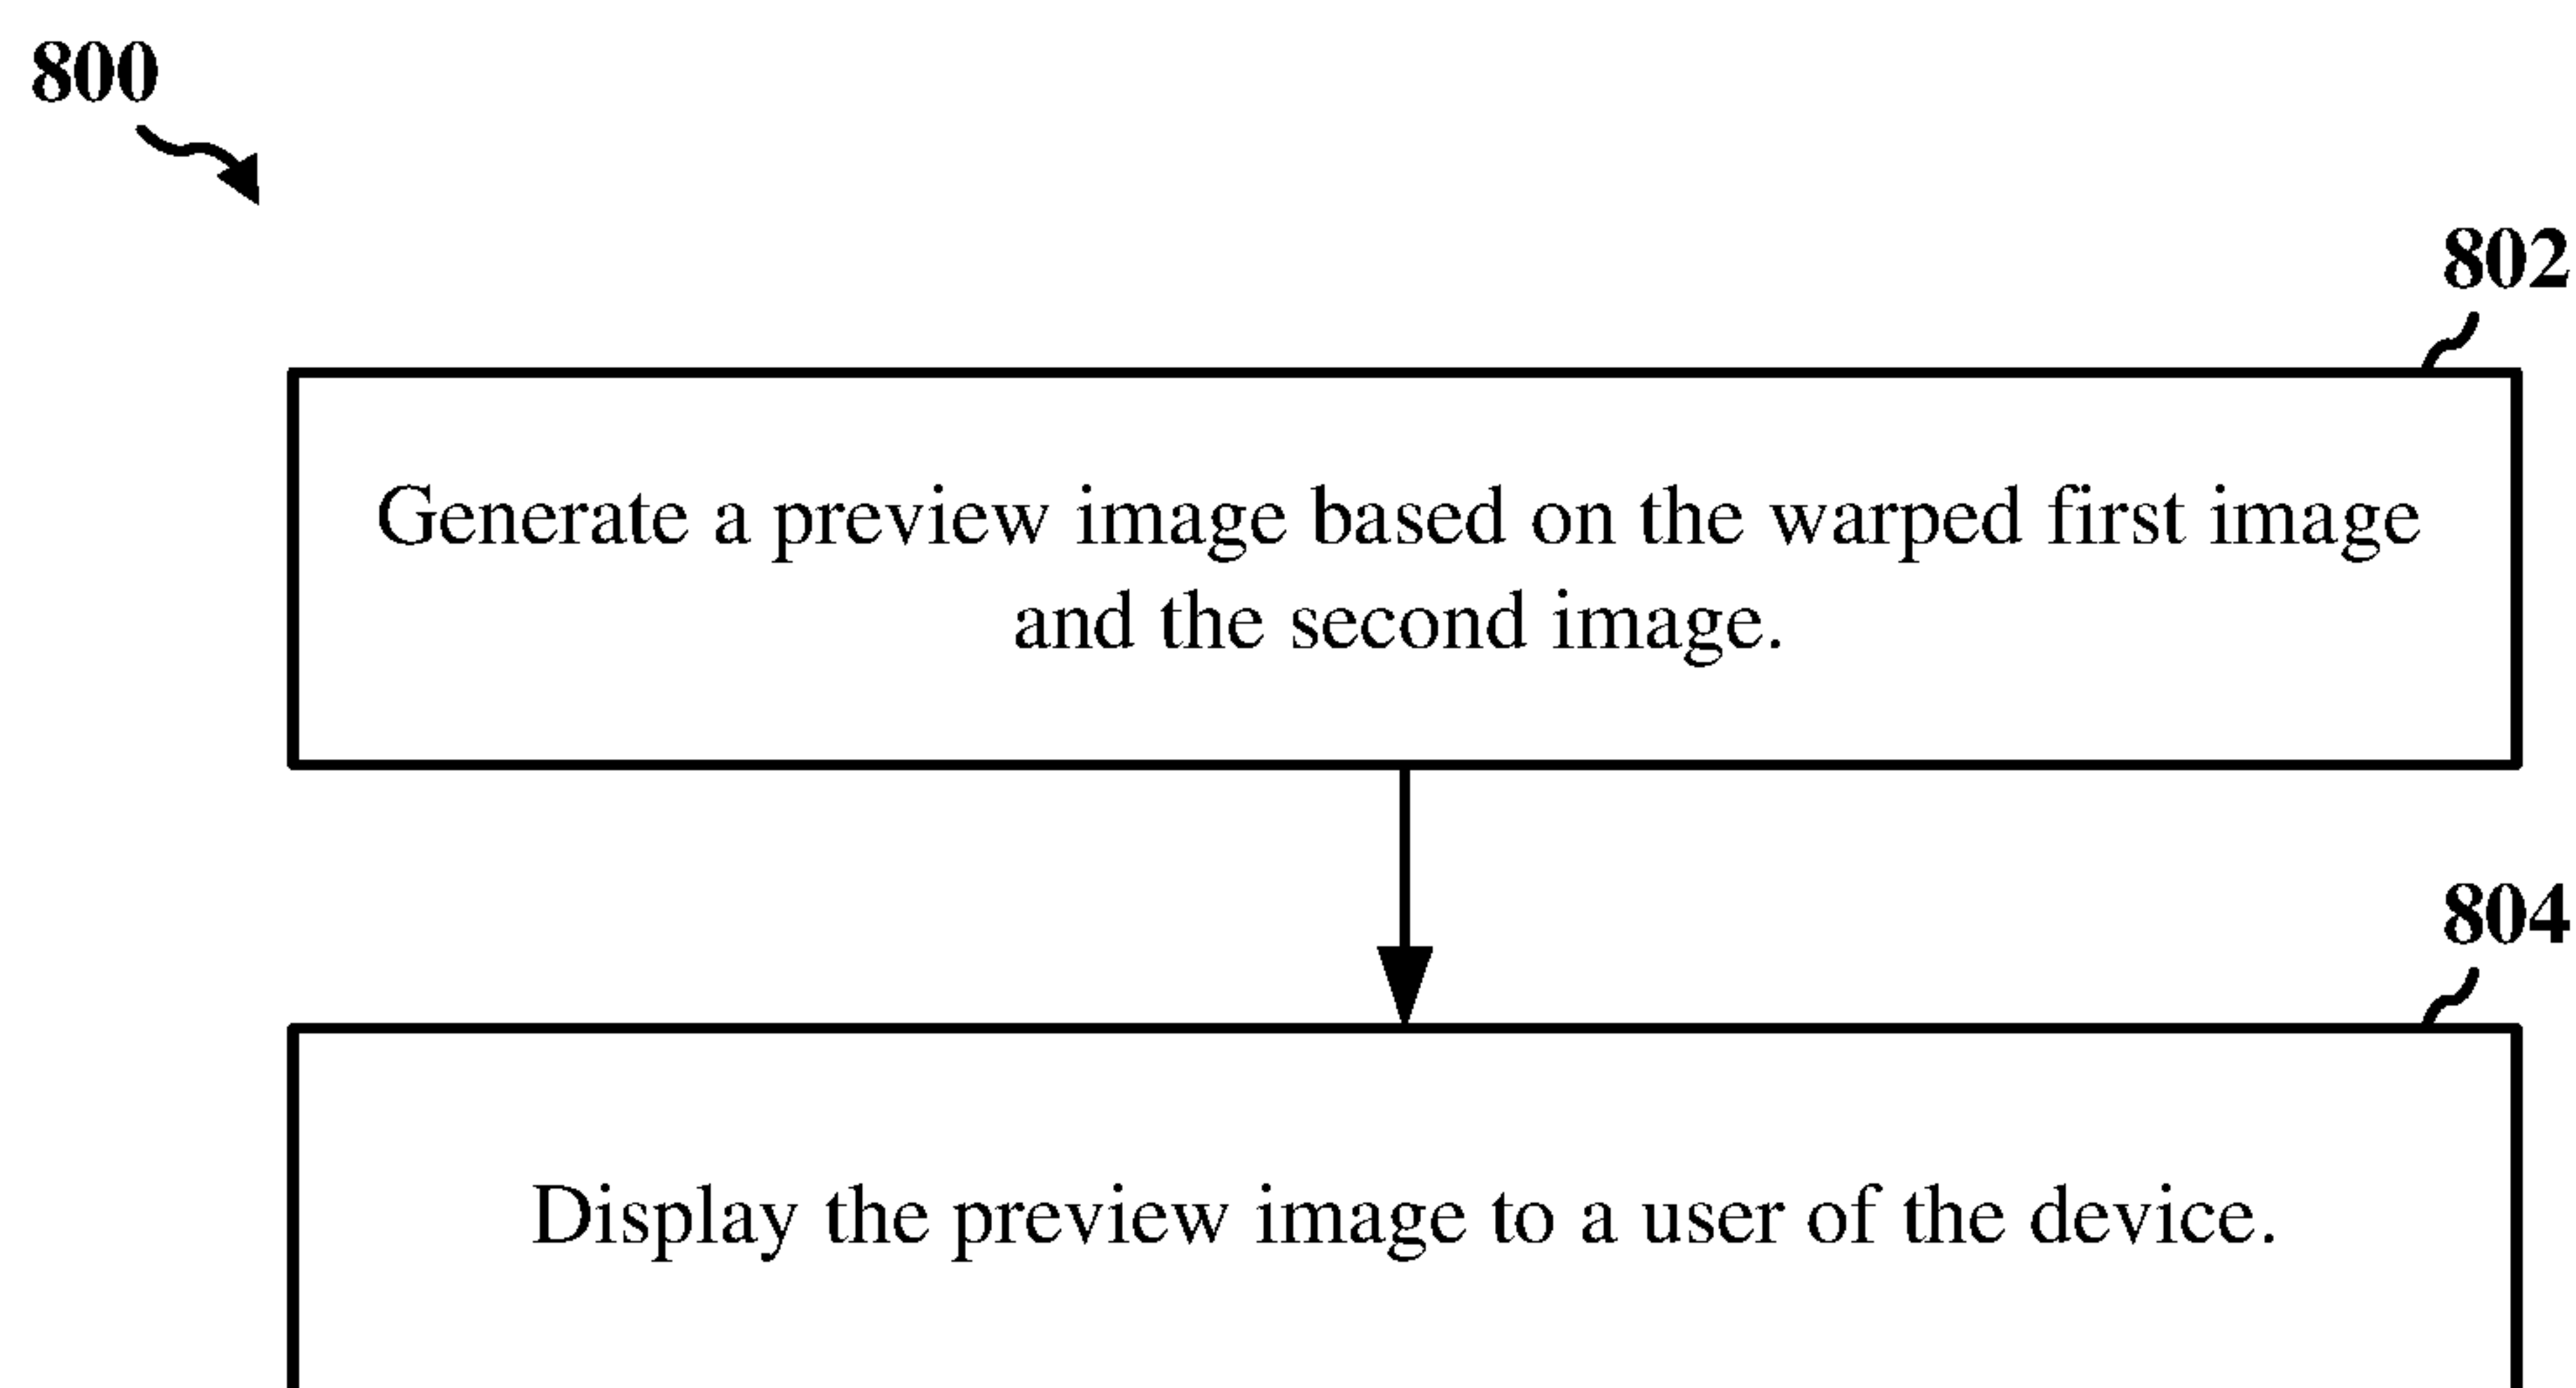 800
802
Generate a preview image based on the warped first image
and the second image.
804
Display the preview image to a user of the device.